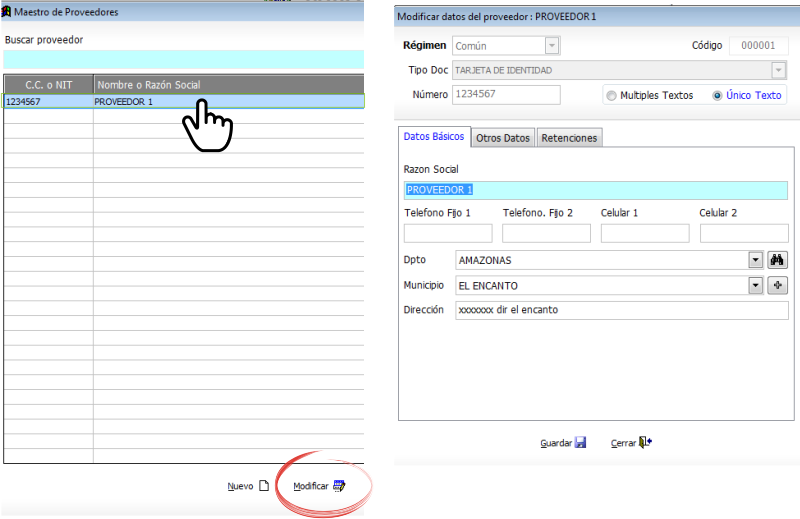 Maestro de Proveedores
Buscar proveedor
C.C. o NIT Nombre o Razón Social
1234567 PROVEEDOR 1
Nuevo Modificar
Modificar datos del proveedor : PROVEEDOR 1
Régimen Común Código 000001
Tipo Doc TARJETA DE IDENTIDAD
Número 1234567 Multiples Textos Único Texto
Datos Básicos Otros Datos Retenciones
Razon Social
PROVEEDOR 1
Telefono Fijo 1 Telefono. Fijo 2 Celular 1 Celular 2
Dpto AMAZONAS
Municipio EL ENCANTO
Dirección xxxxxxx dir el encanto
Guardar Cerrar